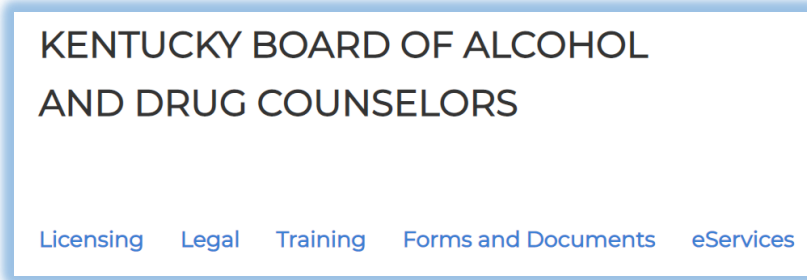 KENTUCKY BOARD OF ALCOHOL
AND DRUG COUNSELORS
Licensing Legal Training Forms and Documents eServices